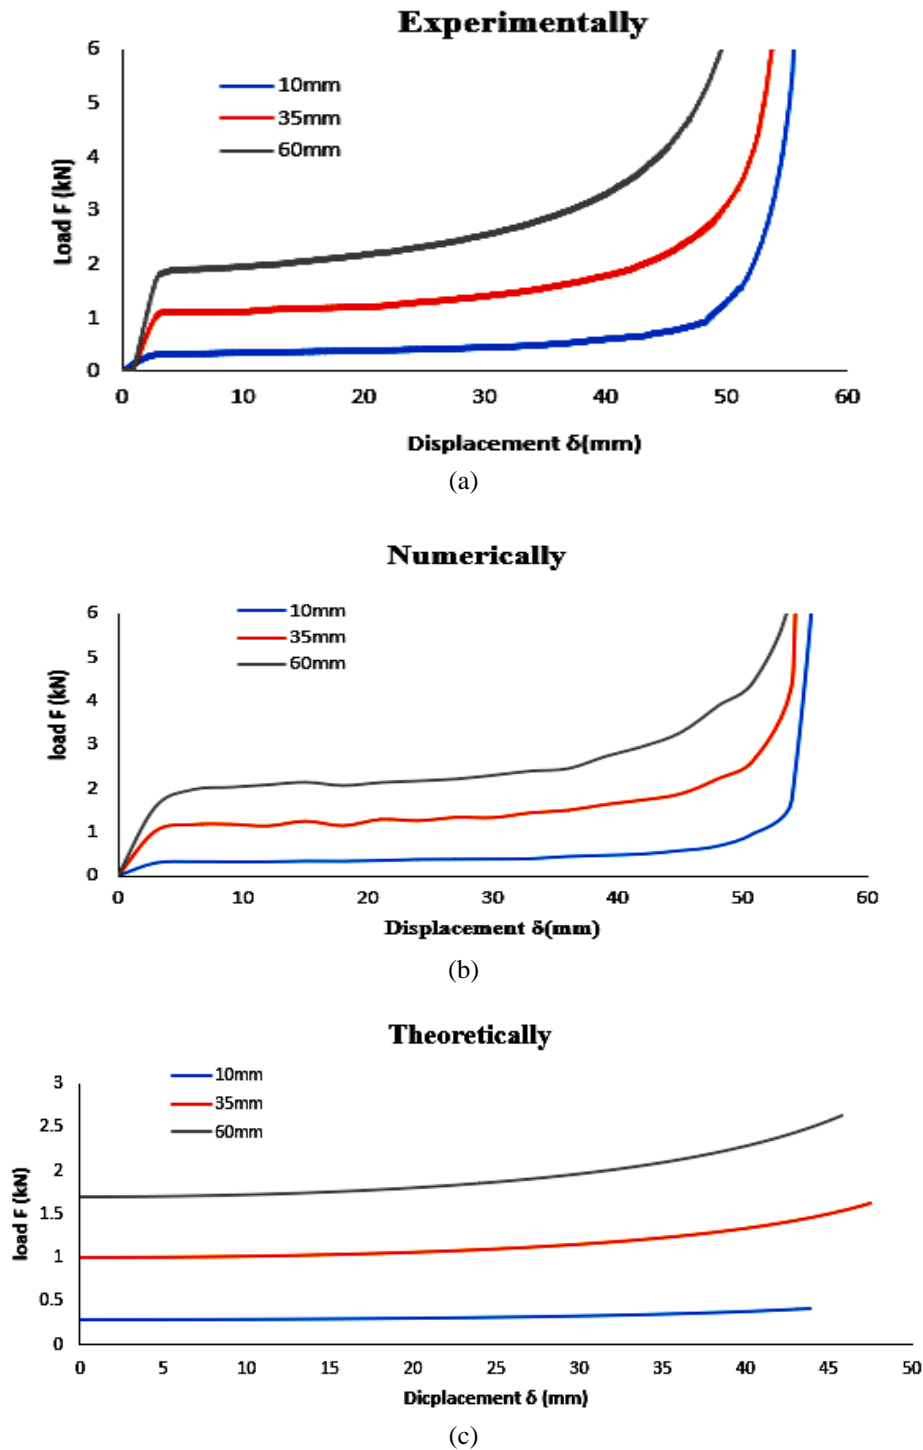 Experimentally
6
5
4
3
2
1
0
Load F (kN)
10mm
35mm
60mm
0 10 20 30 40 50 60
Displacement δ(mm)
(a)
Numerically
6
5
4
3
2
1
0
load F (kN)
10mm
35mm
60mm
0 10 20 30 40 50 60
Displacement δ(mm)
(b)
Theoretically
3
2.5
2
1.5
1
0.5
0
load F (kN)
10mm
35mm
60mm
0 5 10 15 20 25 30 35 40 45 50
Dicplacement δ (mm)
(c)